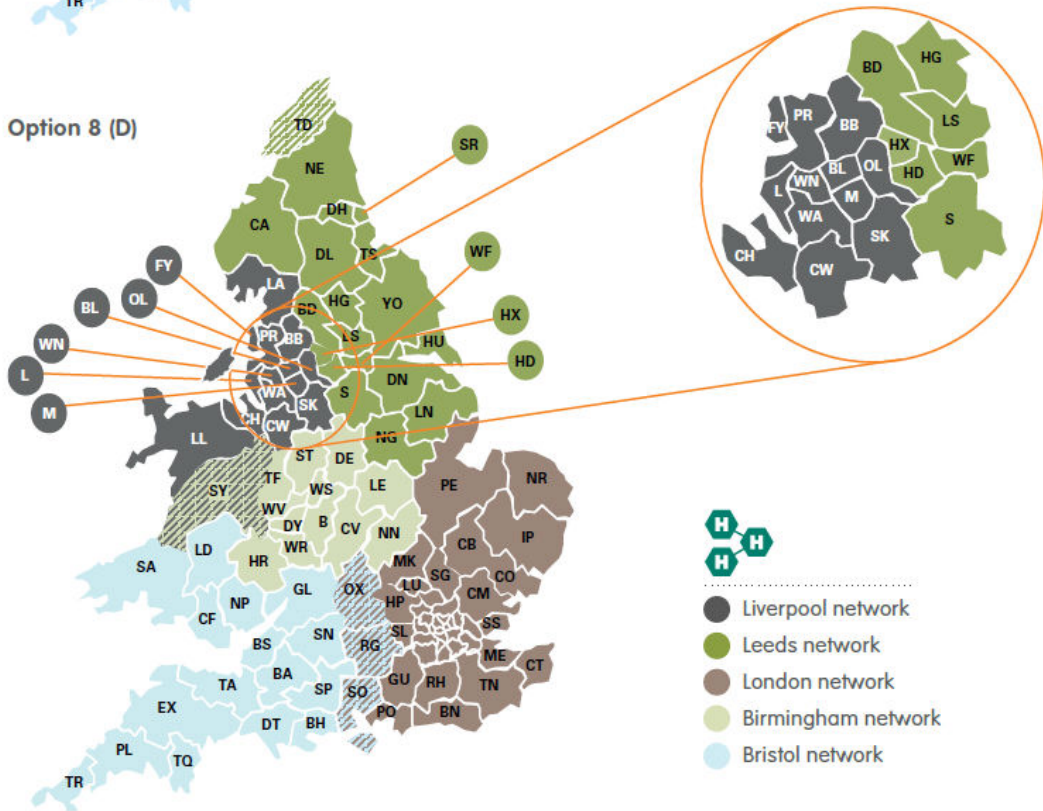 TR
Option 8 (D)
TD
SR
NE
DH
CA
DL
TS
WF
FY
LA
OL
BD
HG
YO
BL
HX
PR
BB
LS
HU
WN
HD
L
WA
S
DN
M
SK
LN
CH
CW
LL
NG
ST
DE
TF
LE
PE
NR
SY
WS
WV
DY
B
CV
NN
IP
CB
LD
HR
WR
MK
SA
SG
LU
CO
NP
GL
OX
HP
CM
CF
SN
SL
SS
BS
RG
ME
CT
BA
GU
RH
TN
TA
SP
SO
EX
PO
BN
DT
BH
PL
TQ
TR
BD
HG
PR
BB
LS
FY
HX
OL
WF
BL
HD
WN
L
M
WA
S
SK
CH
CW
H
H
H
Liverpool network
Leeds network
London network
Birmingham network
Bristol network